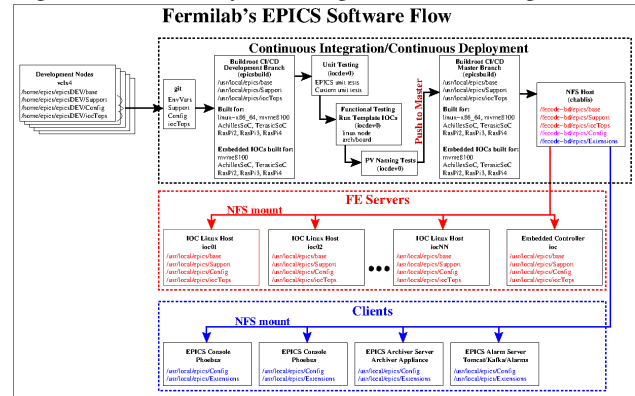 Fermilab's EPICS Software Flow
Continuous Integration/Continuous Deployment
Development Nodes
vclx4
/home/epicsDEV/base
/home/epicsDEV/Support
/home/epicsDEV/Config
/home/epicsDEV/iocTops
git
EnvVars
Support
Config
iocTops
Buildroot CI/CD
Development Branch
(epicsbuild)
/usr/local/epics/base
/usr/local/epics/Support
/usr/local/epics/iocTops
Built for:
linux-x86_64, mvme8100
AchillesSoC, TerasicSoC
RasPi2, RasPi3, RasPi4
Embedded IOCs built for:
mvme8100
AchillesSoC, TerasicSoC
RasPi2, RasPi3, RasPi4
Unit Testing
(iocdev0)
EPICS unit tests
Custom unit tests
Functional Testing
Run Template IOCs
(iocdev0)
linux node
arch/board
PV Naming Tests
(iocdev0)
Push to Master
Buildroot CI/CD
Master Branch
(epicsbuild)
/usr/local/epics/base
/usr/local/epics/Support
/usr/local/epics/iocTops
Built for:
linux-x86_64, mvme8100
AchillesSoC, TerasicSoC
RasPi2, RasPi3, RasPi4
Embedded IOCs built for:
mvme8100
AchillesSoC, TerasicSoC
RasPi2, RasPi3, RasPi4
NFS Host
(chablis)
/fecode-bd/epics/base
/fecode-bd/epics/Support
/fecode-bd/epics/iocTops
/fecode-bd/epics/Config
/fecode-bd/epics/Extensions
FE Servers
NFS mount
IOC Linux Host
ioc01
/usr/local/epics/base
/usr/local/epics/Support
/usr/local/epics/Config
/usr/local/epics/iocTops
IOC Linux Host
ioc02
/usr/local/epics/base
/usr/local/epics/Support
/usr/local/epics/Config
/usr/local/epics/iocTops
IOC Linux Host
iocNN
/usr/local/epics/base
/usr/local/epics/Support
/usr/local/epics/Config
/usr/local/epics/iocTops
Embedded Controller
ioc
/usr/local/epics/base
/usr/local/epics/Support
/usr/local/epics/Config
/usr/local/epics/iocTops
Clients
NFS mount
EPICS Console
Phoebus
/usr/local/epics/Config
/usr/local/epics/Extensions
EPICS Console
Phoebus
/usr/local/epics/Config
/usr/local/epics/Extensions
EPICS Archiver Server
Archiver Appliance
/usr/local/epics/Config
/usr/local/epics/Extensions
EPICS Alarm Server
Tomcat/Kafka/Alarms
/usr/local/epics/Config
/usr/local/epics/Extensions